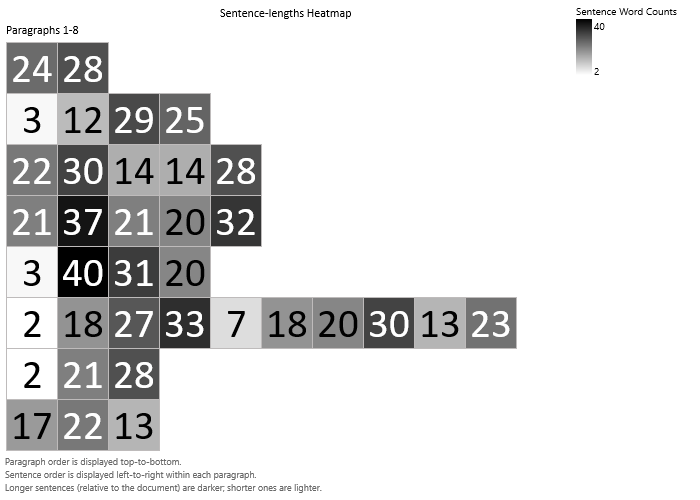 Sentence-lengths Heatmap
Sentence Word Counts
40
2
Paragraphs 1-8
24 28
3 12 29 25
22 30 14 14 28
21 37 21 20 32
3 40 31 20
2 18 27 33 7 18 20 30 13 23
2 21 28
17 22 13
Paragraph order is displayed top-to-bottom.
Sentence order is displayed left-to-right within each paragraph.
Longer sentences (relative to the document) are darker; shorter ones are lighter.